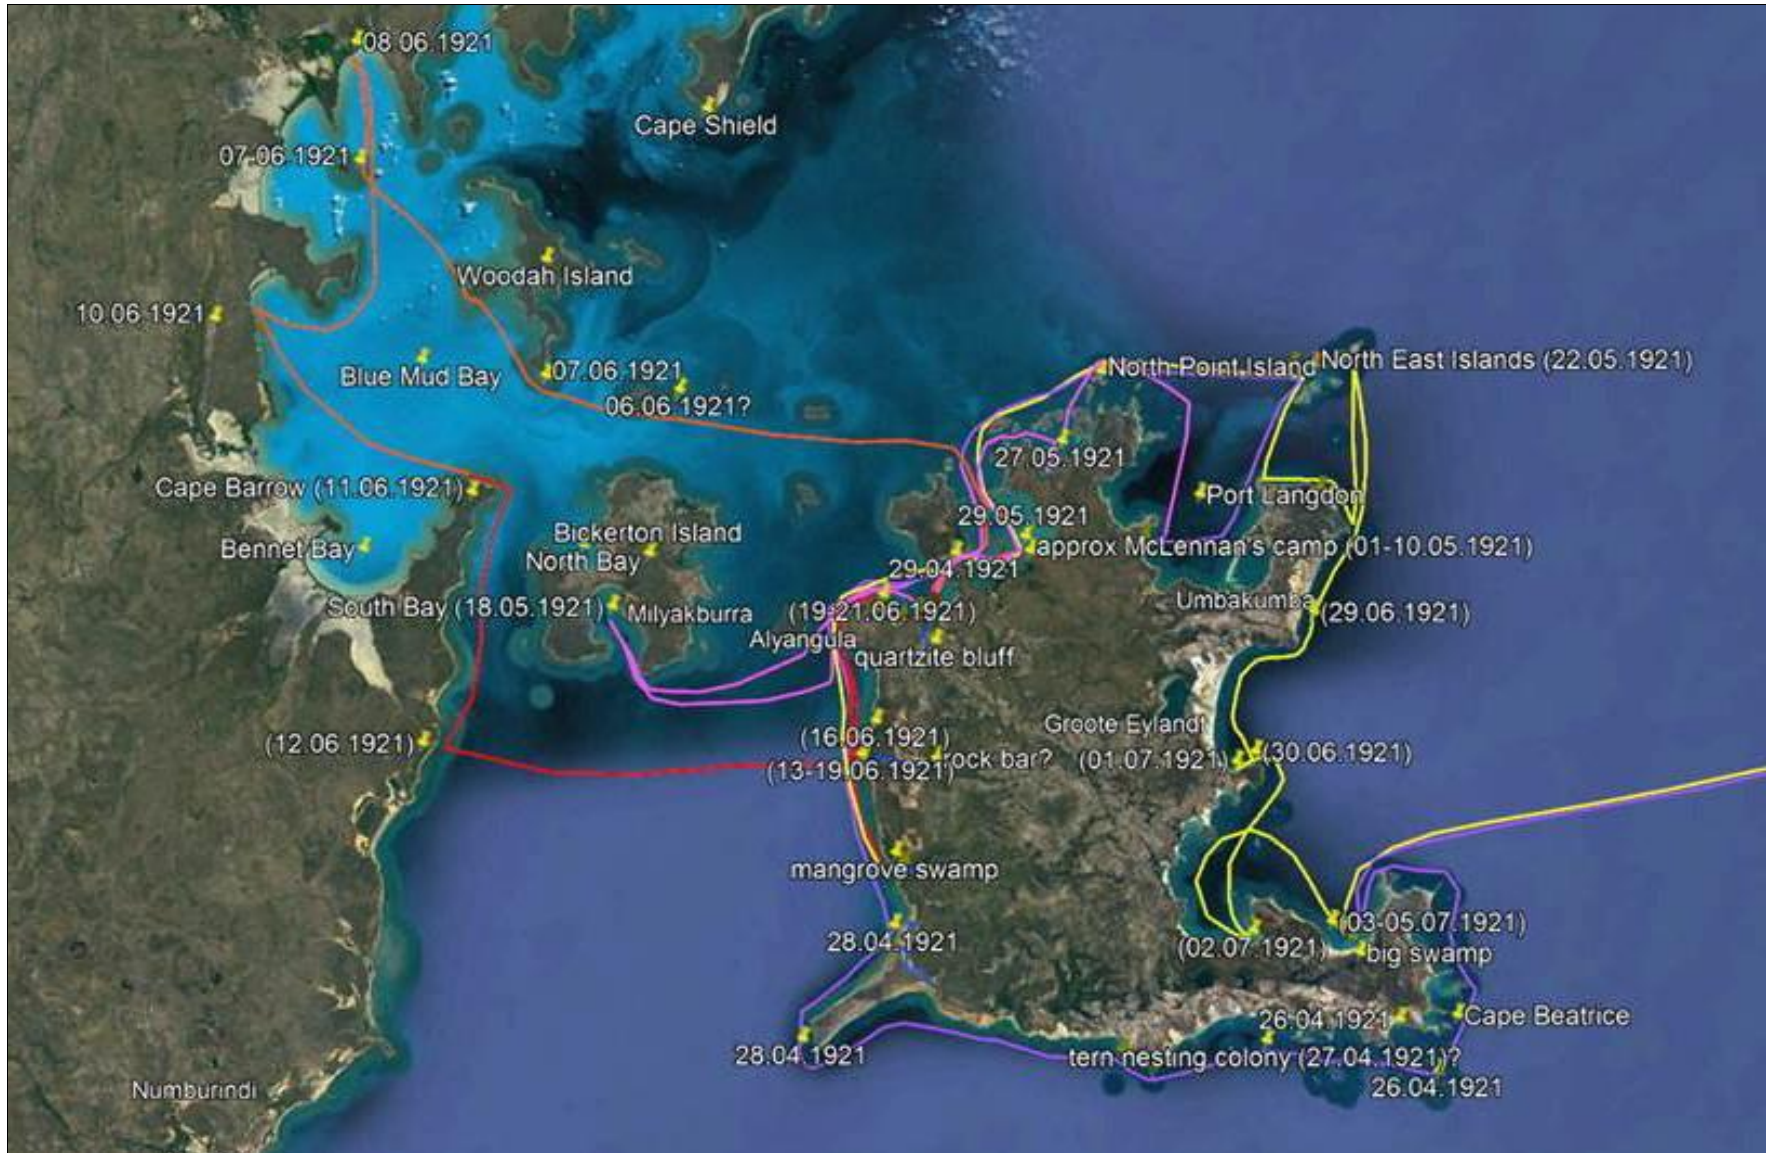 08.06.1921
Cape Shield
07.06.1921
Woodah Island
10.06.1921
Blue Mud Bay
07.06.1921
06.06.1921?
North Point Island
North East Islands (22.05.1921)
27.05.1921
Cape Barrow (11.06.1921)
Port Langdon
29.05.1921
Bickerton Island
Bennet Bay
North Bay
approx McLennan's camp (01-10.05.1921)
29.04.1921
South Bay (18.05.1921)
Milyakburra
(19-21.06.1921)
Umbakumba
(29.06.1921)
Alyangula
quartzite bluff
Groote Eylandt
(16.06.1921)
(12.06.1921)
rock bar?
(01.07.1921)
(30.06.1921)
(13-19.06.1921)
mangrove swamp
28.04.1921
(03-05.07.1921)
(02.07.1921)
big swamp
26.04.1921
Cape Beatrice
28.04.1921
tern nesting colony (27.04.1921)?
26.04.1921
Numburindi